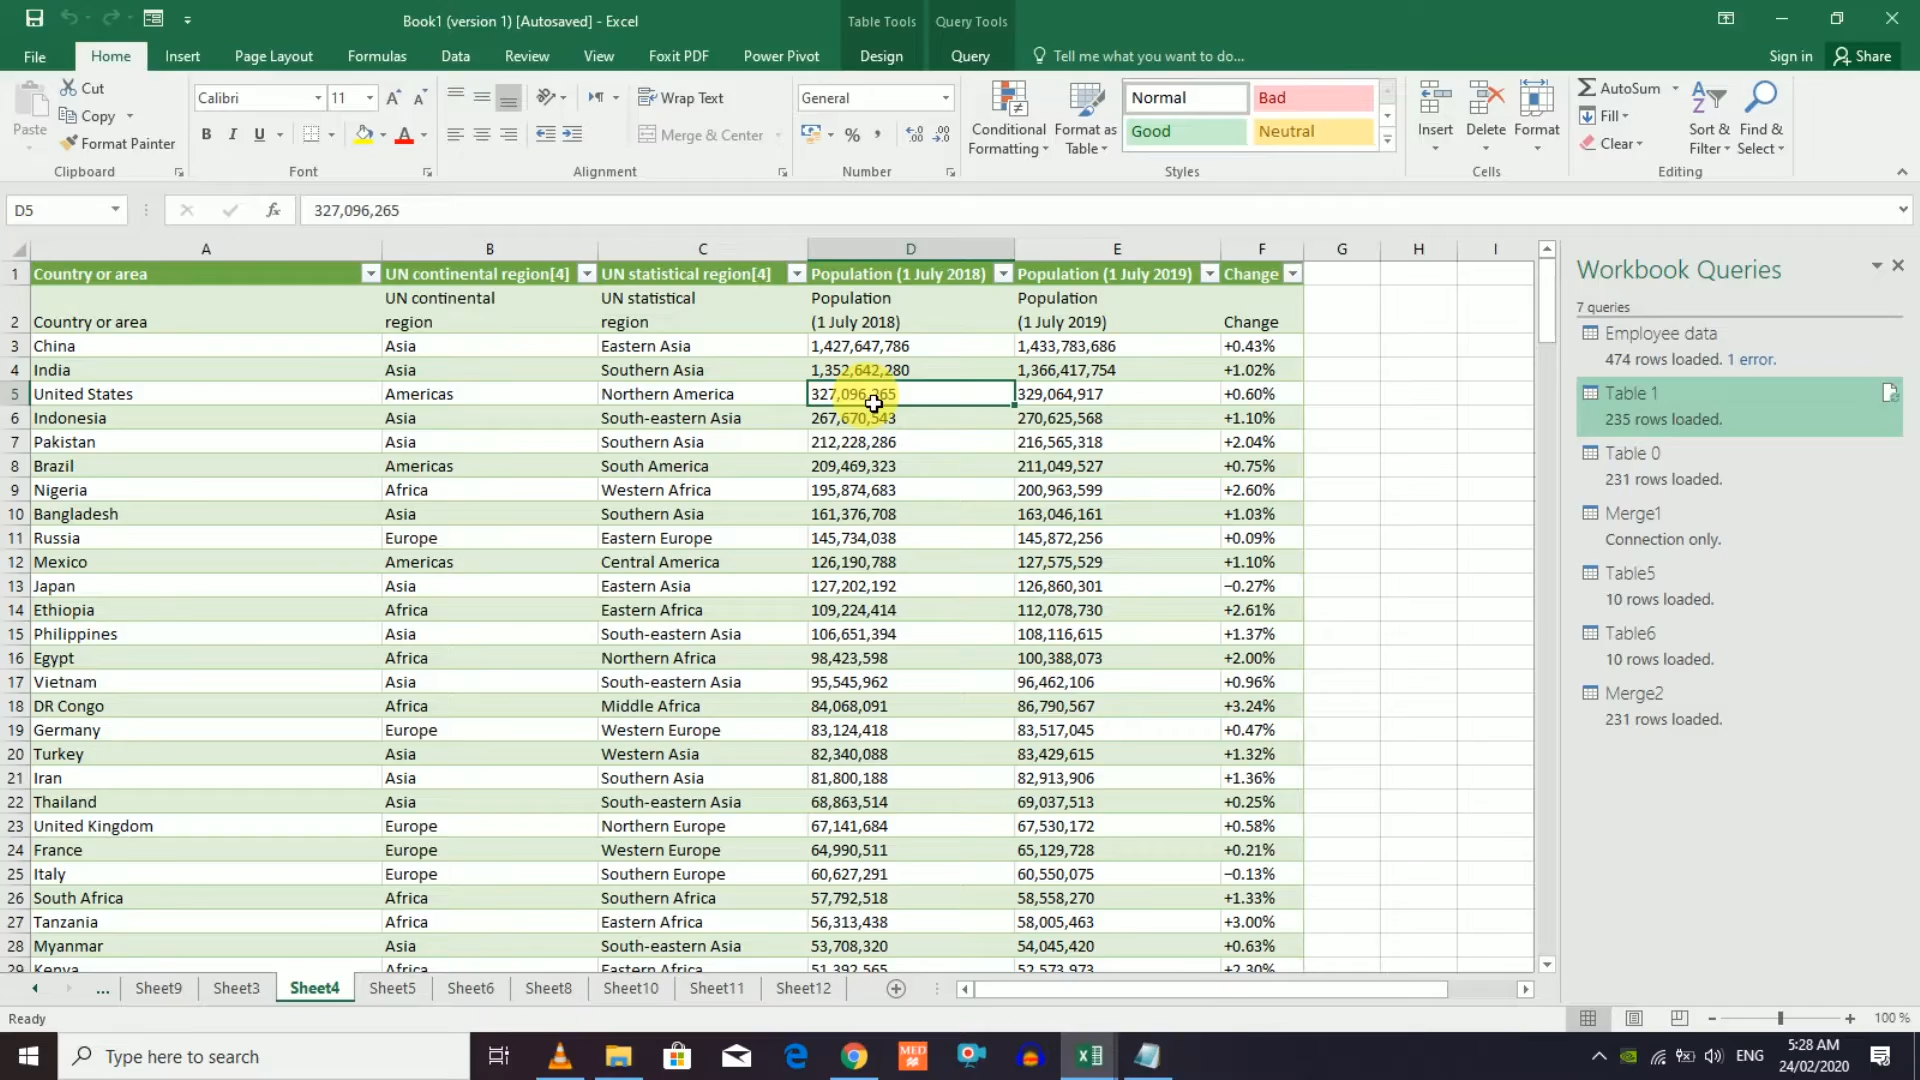 Book1 (version 1) [Autosaved] - Excel
Table Tools
Query Tools
File
Home
Insert
Page Layout
Formulas
Data
Review
View
Foxit PDF
Power Pivot
Design
Query
Tell me what you want to do...
Sign in
Share
Paste
Cut
Copy
Format Painter
Clipboard
Calibri
11
B
I
U
Font
Wrap Text
Merge & Center
Alignment
General
Number
Conditional Formatting
Format as Table
Normal
Bad
Good
Neutral
Styles
Insert
Delete
Format
Cells
AutoSum
Fill
Clear
Sort & Filter
Find & Select
Editing
D5
fx
327,096,265
A B C D E F G H I
1 Country or area UN continental region[4] UN statistical region[4] Population (1 July 2018) Population (1 July 2019) Change
UN continental UN statistical Population Population
2 Country or area region region (1 July 2018) (1 July 2019) Change
3 China Asia Eastern Asia 1,427,647,786 1,433,783,686 +0.43%
4 India Asia Southern Asia 1,352,642,280 1,366,417,754 +1.02%
5 United States Americas Northern America 327,096,265 329,064,917 +0.60%
6 Indonesia Asia South-eastern Asia 267,670,543 270,625,568 +1.10%
7 Pakistan Asia Southern Asia 212,228,286 216,565,318 +2.04%
8 Brazil Americas South America 209,469,323 211,049,527 +0.75%
9 Nigeria Africa Western Africa 195,874,683 200,963,599 +2.60%
10 Bangladesh Asia Southern Asia 161,376,708 163,046,161 +1.03%
11 Russia Europe Eastern Europe 145,734,038 145,872,256 +0.09%
12 Mexico Americas Central America 126,190,788 127,575,529 +1.10%
13 Japan Asia Eastern Asia 127,202,192 126,860,301 −0.27%
14 Ethiopia Africa Eastern Africa 109,224,414 112,078,730 +2.61%
15 Philippines Asia South-eastern Asia 106,651,394 108,116,615 +1.37%
16 Egypt Africa Northern Africa 98,423,598 100,388,073 +2.00%
17 Vietnam Asia South-eastern Asia 95,545,962 96,462,106 +0.96%
18 DR Congo Africa Middle Africa 84,068,091 86,790,567 +3.24%
19 Germany Europe Western Europe 83,124,418 83,517,045 +0.47%
20 Turkey Asia Western Asia 82,340,088 83,429,615 +1.32%
21 Iran Asia Southern Asia 81,800,188 82,913,906 +1.36%
22 Thailand Asia South-eastern Asia 68,863,514 69,037,513 +0.25%
23 United Kingdom Europe Northern Europe 67,141,684 67,530,172 +0.58%
24 France Europe Western Europe 64,990,511 65,129,728 +0.21%
25 Italy Europe Southern Europe 60,627,291 60,550,075 −0.13%
26 South Africa Africa Southern Africa 57,792,518 58,558,270 +1.33%
27 Tanzania Africa Eastern Africa 56,313,438 58,005,463 +3.00%
28 Myanmar Asia South-eastern Asia 53,708,320 54,045,420 +0.63%
29 Kenya Africa Eastern Africa 51,392,565 52,573,973 +2.30%
Workbook Queries
7 queries
Employee data
474 rows loaded. 1 error.
Table 1
235 rows loaded.
Table 0
231 rows loaded.
Merge1
Connection only.
Table5
10 rows loaded.
Table6
10 rows loaded.
Merge2
231 rows loaded.
... Sheet9 Sheet3 Sheet4 Sheet5 Sheet6 Sheet8 Sheet10 Sheet11 Sheet12
Ready
100 %
Type here to search
MED
ENG
5:28 AM
24/02/2020